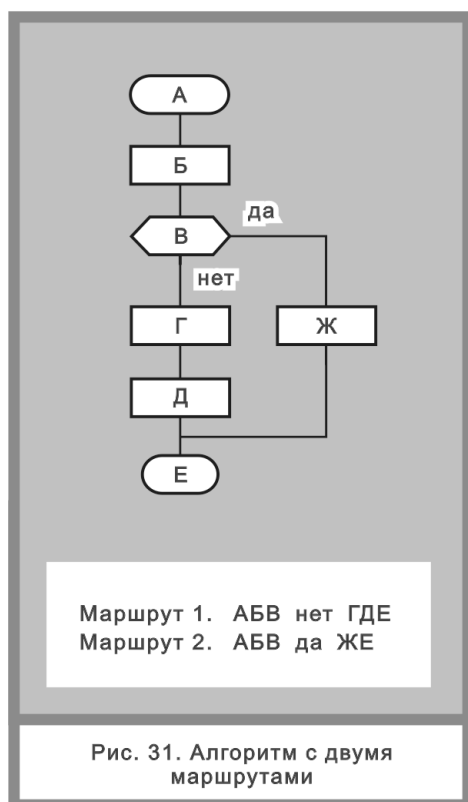 А
Б
да
В
нет
Г
Ж
Д
Е
Маршрут 1. АБВ нет ГДЕ
Маршрут 2. АБВ да ЖЕ
Рис. 31. Алгоритм с двумя
маршрутами